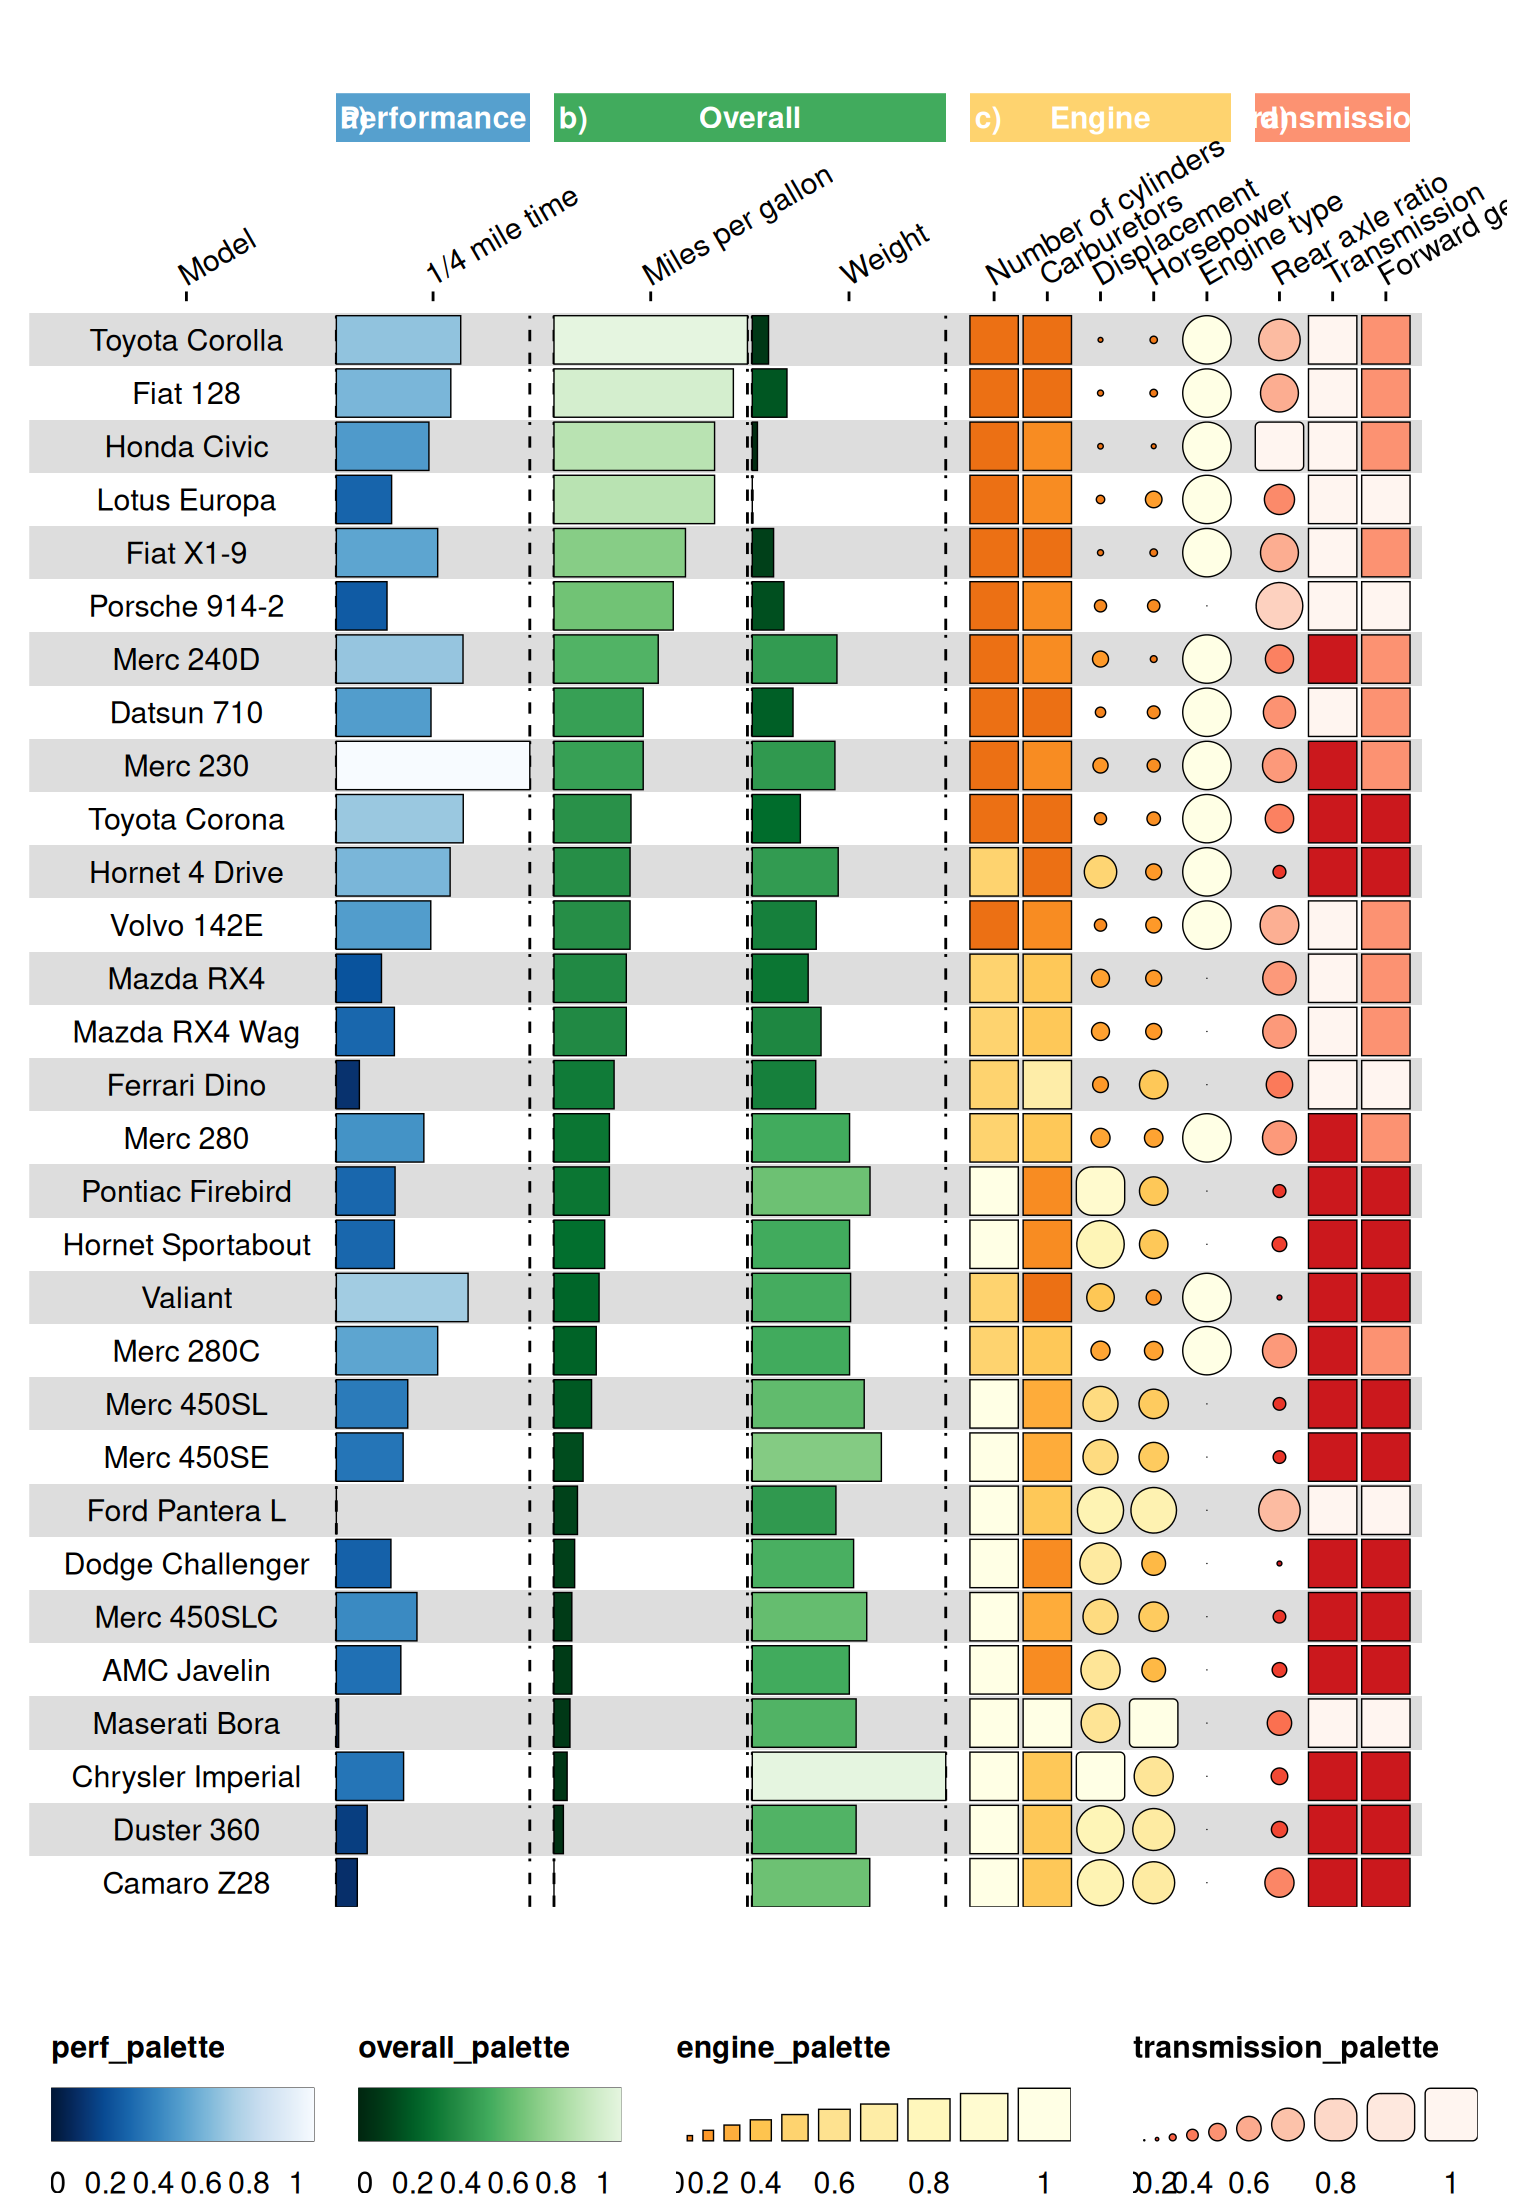 Performance
b) Overall
c) Engine
d)
Model
1/4 mile time
Miles per gallon
Weight
Number of cylinders
Carburetors
Displacement
Horsepower
Engine type
Rear axle ratio
Transmission
Forward ge
Toyota Corolla
Fiat 128
Honda Civic
Lotus Europa
Fiat X1-9
Porsche 914-2
Merc 240D
Datsun 710
Merc 230
Toyota Corona
Hornet 4 Drive
Volvo 142E
Mazda RX4
Mazda RX4 Wag
Ferrari Dino
Merc 280
Pontiac Firebird
Hornet Sportabout
Valiant
Merc 280C
Merc 450SL
Merc 450SE
Ford Pantera L
Dodge Challenger
Merc 450SLC
AMC Javelin
Maserati Bora
Chrysler Imperial
Duster 360
Camaro Z28
perf_palette
0 0.2 0.4 0.6 0.8 1
overall_palette
0 0.2 0.4 0.6 0.8 1
engine_palette
0 0.2 0.4 0.6 0.8 1
transmission_palette
0 0.2 0.4 0.6 0.8 1